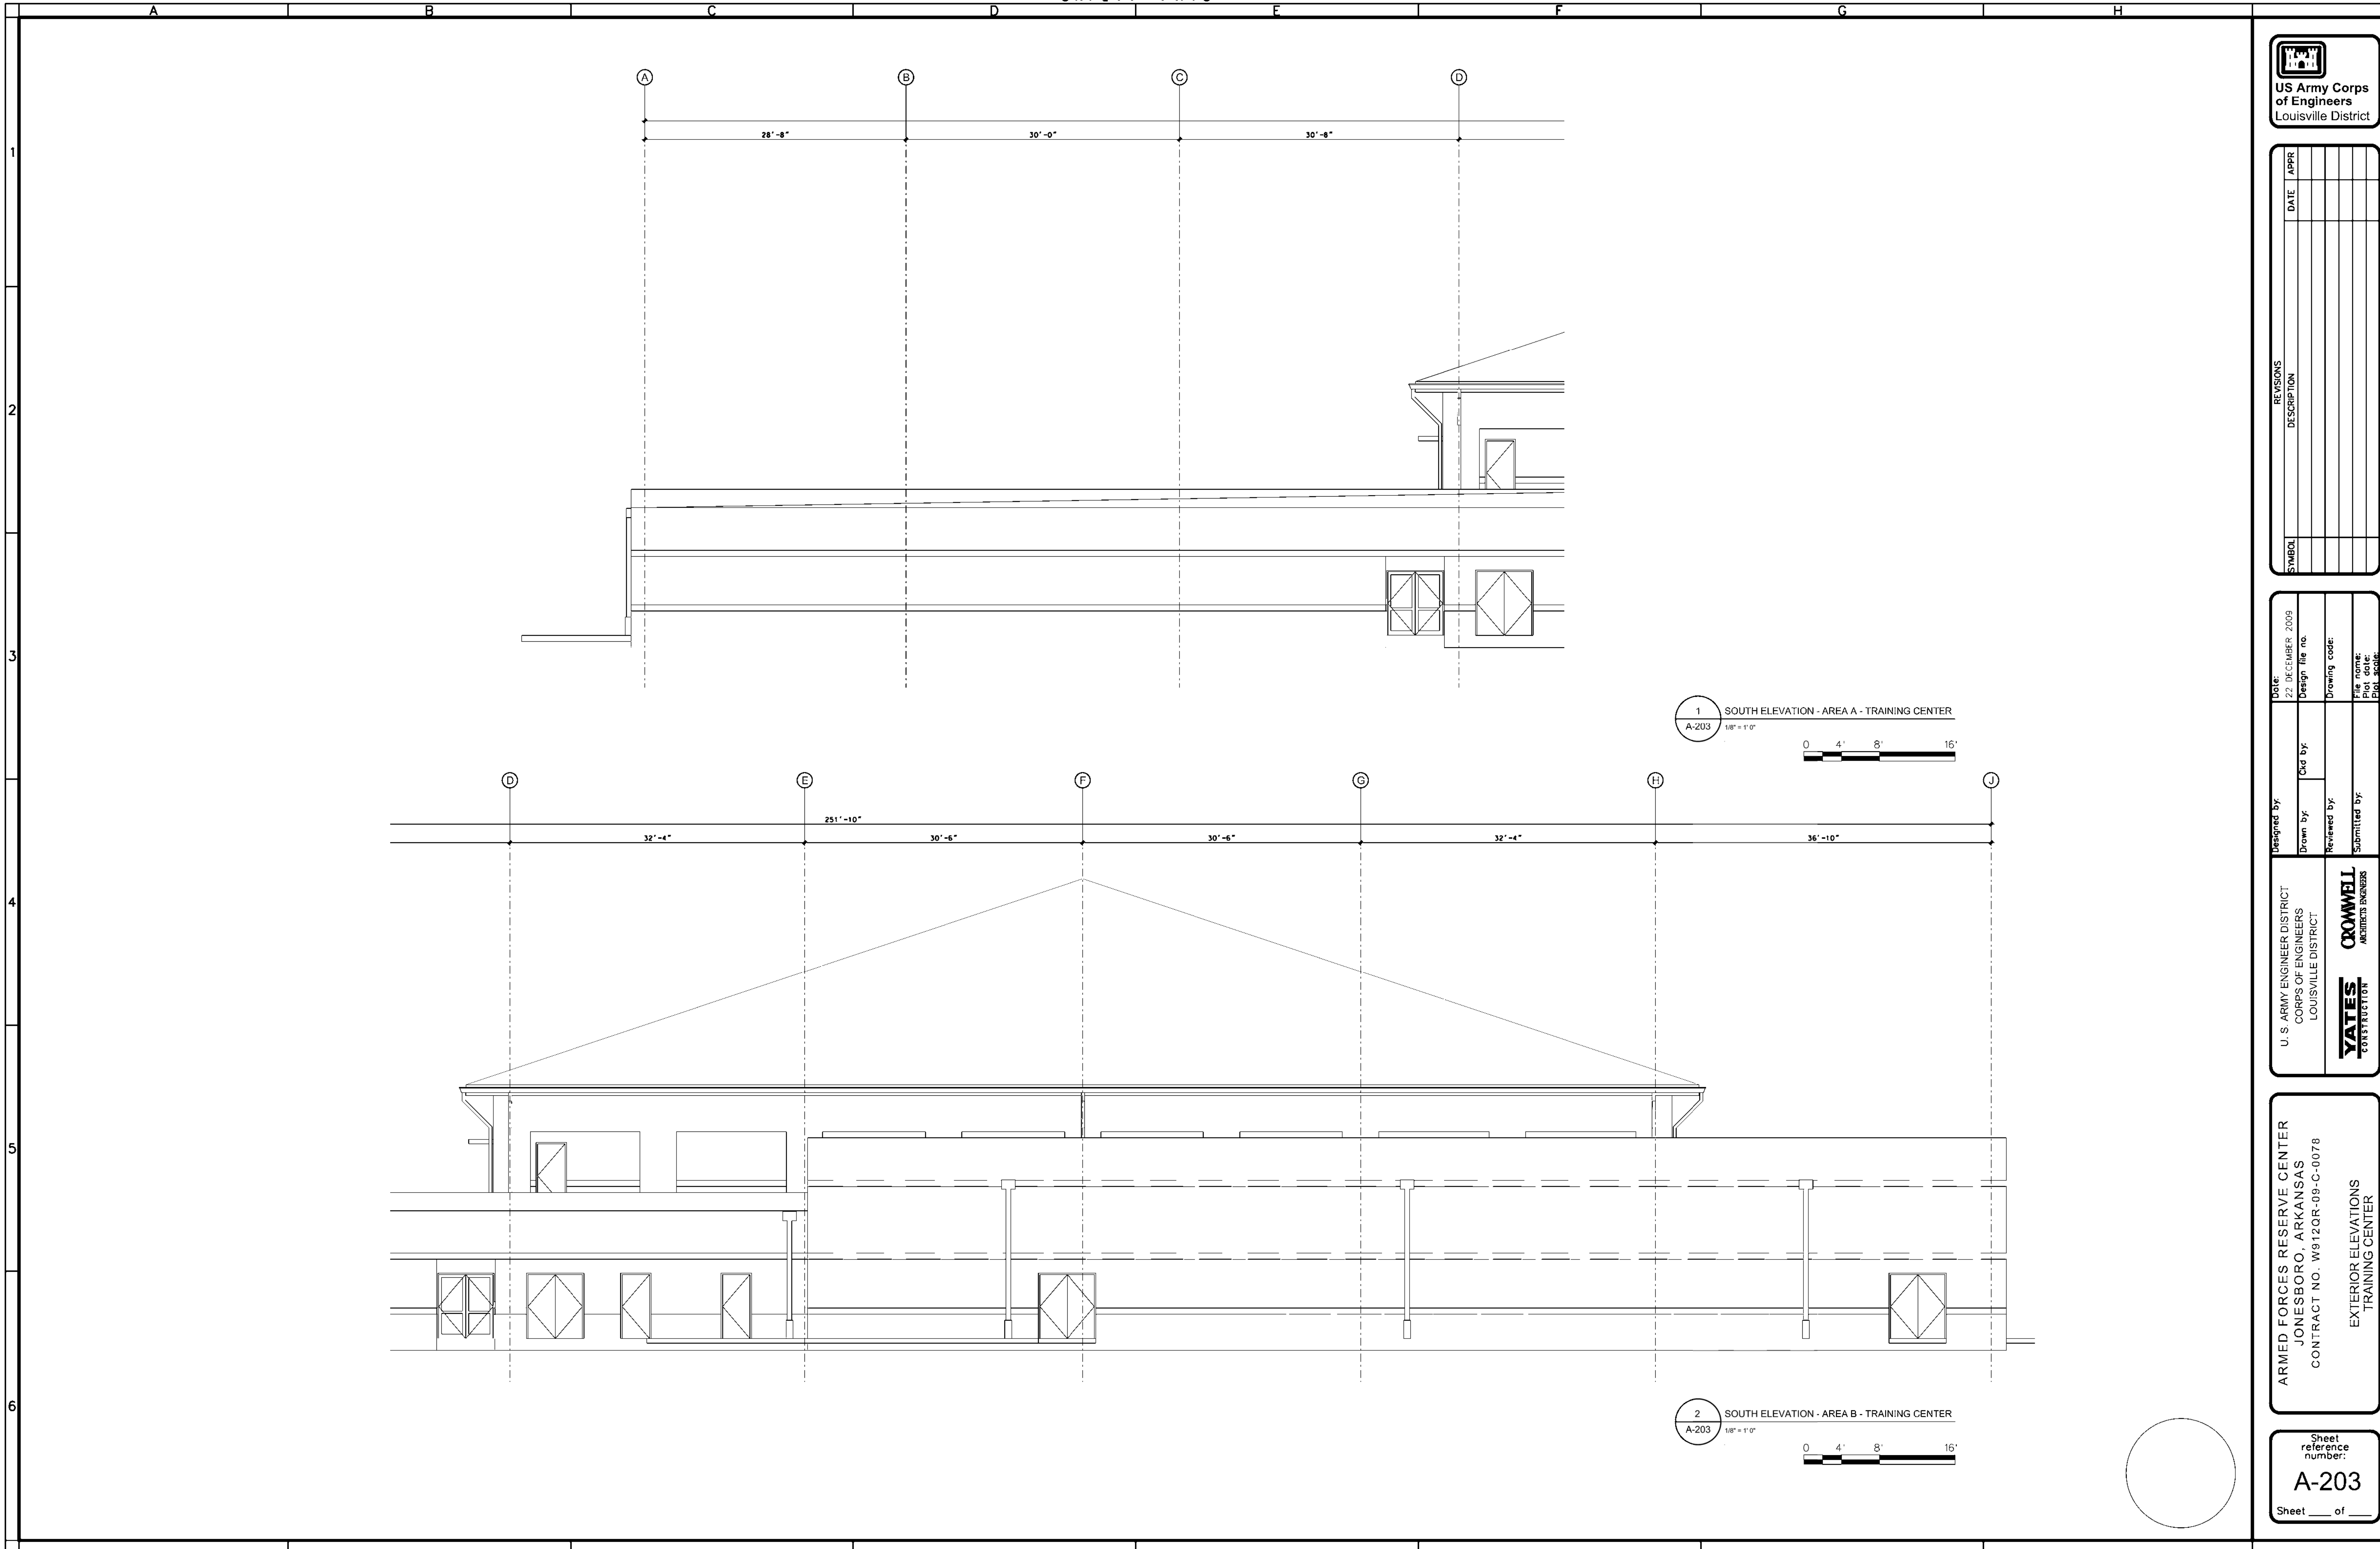 A B C D E F G H
1
2
3
4
5
6
A B C D
28'-8" 30'-0" 30'-8"
1
A-203
SOUTH ELEVATION - AREA A - TRAINING CENTER
1/8" = 1' 0"
0 4' 8' 16'
D E F G H J
251'-10"
32'-4" 30'-6" 30'-6" 32'-4" 36'-10"
2
A-203
SOUTH ELEVATION - AREA B - TRAINING CENTER
1/8" = 1' 0"
0 4' 8' 16'
US Army Corps
of Engineers
Louisville District
REVISIONS
SYMBOL DESCRIPTION DATE APPR
Date:
22 DECEMBER 2009
Design file no.
Drawing code:
File name:
Plot date:
Plot scale:
Designed by:
Drawn by: Ckd by:
Reviewed by:
Submitted by:
U. S. ARMY ENGINEER DISTRICT
CORPS OF ENGINEERS
LOUISVILLE DISTRICT
YATES
CONSTRUCTION
CROMWELL
ARCHITECTS ENGINEERS
ARMED FORCES RESERVE CENTER
JONESBORO, ARKANSAS
CONTRACT NO. W912QR-09-C-0078
EXTERIOR ELEVATIONS
TRAINING CENTER
Sheet
reference
number:
A-203
Sheet ____ of ____